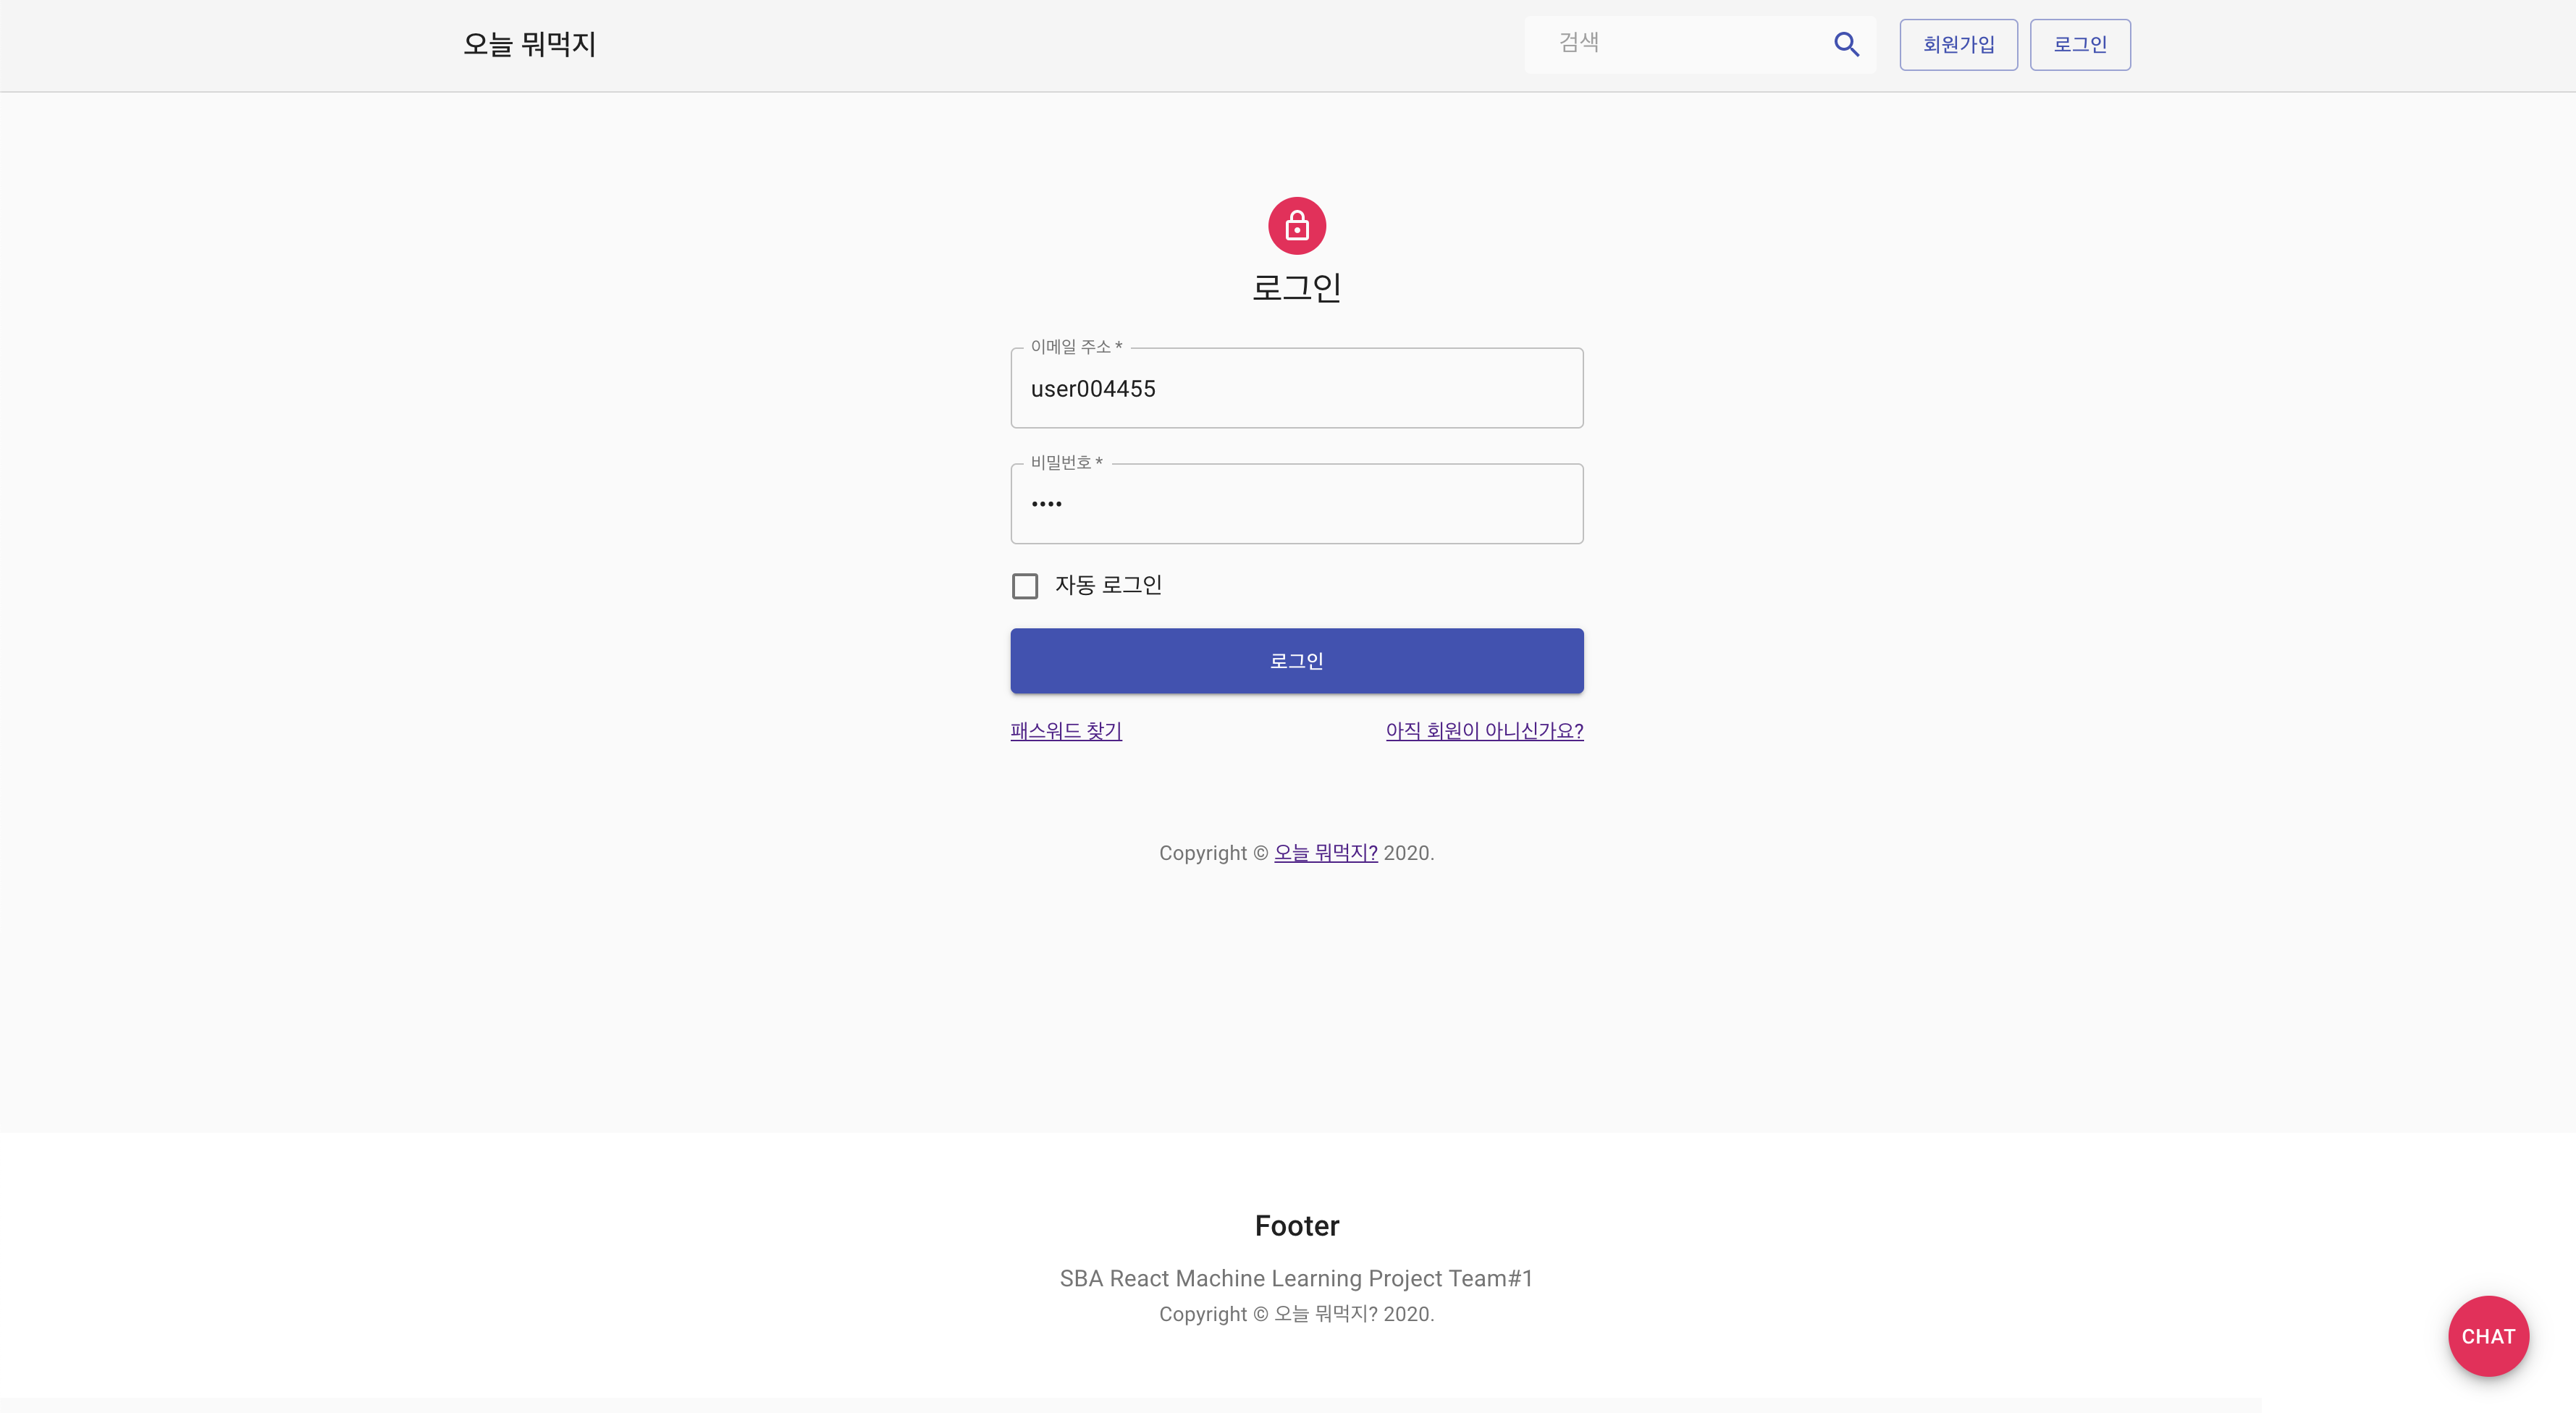 오늘 뭐먹지
검색
회원가입
로그인
로그인
이메일 주소 *
user004455
비밀번호 *
••••
자동 로그인
로그인
패스워드 찾기
아직 회원이 아니신가요?
Copyright © 오늘 뭐먹지? 2020.
Footer
SBA React Machine Learning Project Team#1
Copyright © 오늘 뭐먹지? 2020.
CHAT